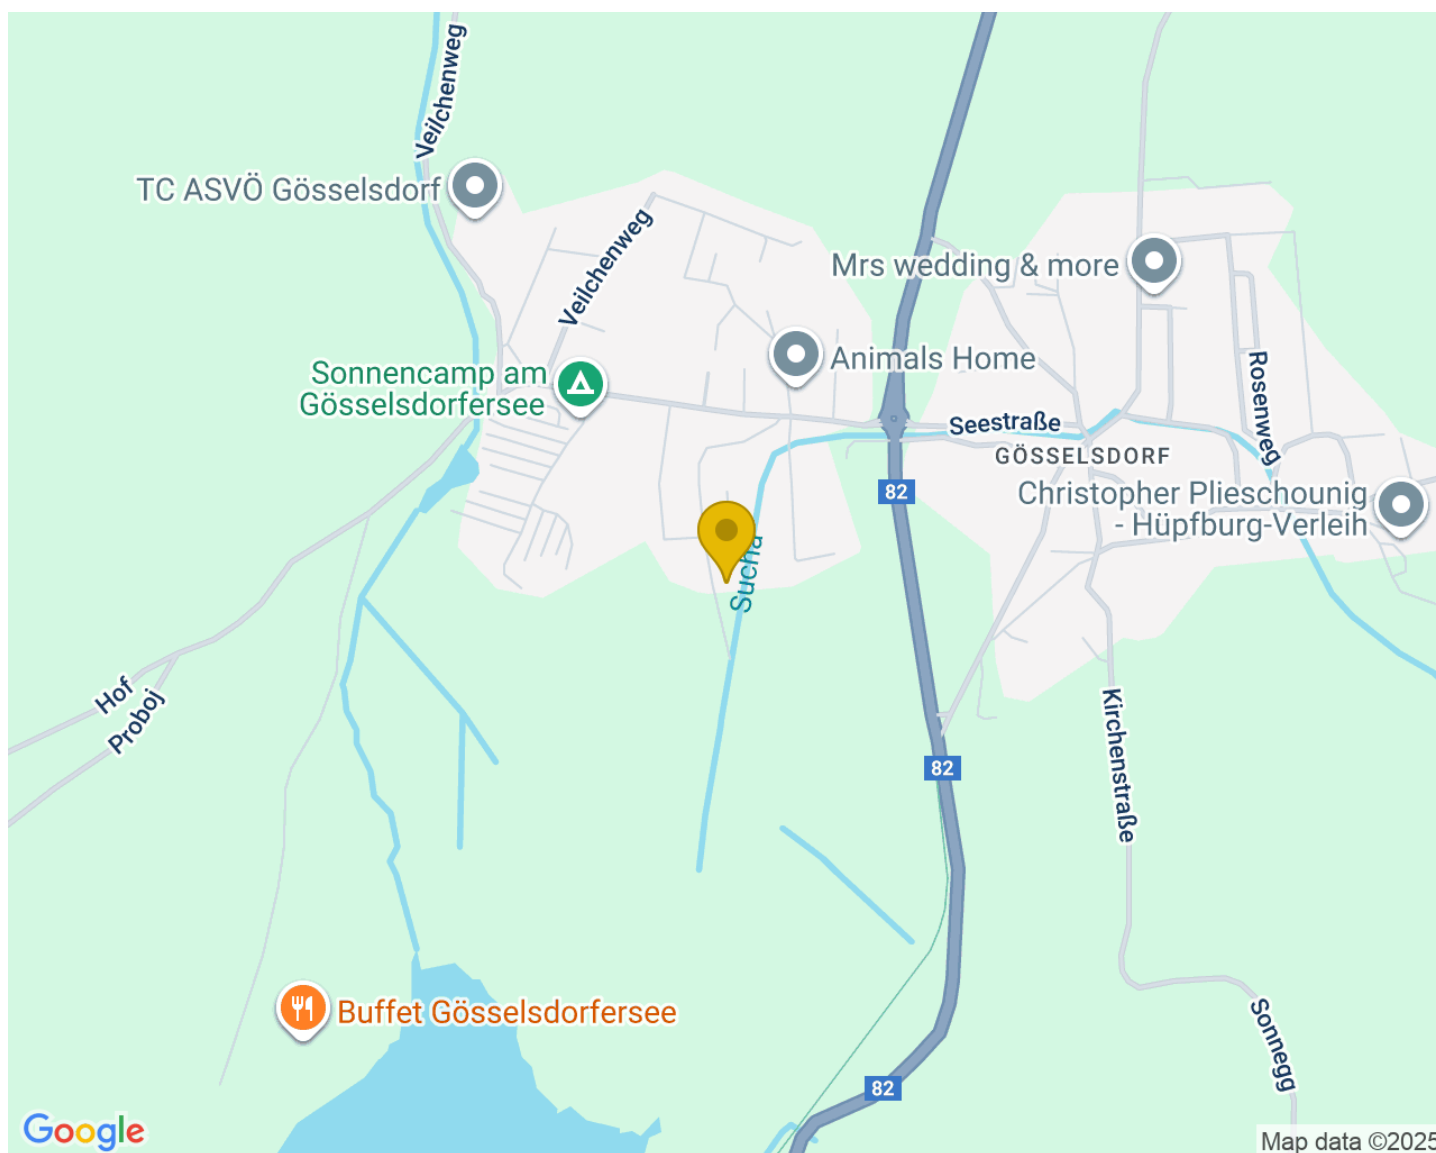 Veilchenweg
TC ASVÖ Gösselsdorf
Veilchenweg
Mrs wedding & more
Animals Home
Sonnencamp am
Gösselsdorfersee
Rosenweg
Seestraße
GÖSSELSDORF
82
Christopher Plieschounig
- Hüpfburg-Verleih
Sucha
Hof
Proboj
Kirchenstraße
82
Buffet Gösselsdorfersee
Sonnegg
82
Google
Map data ©2025